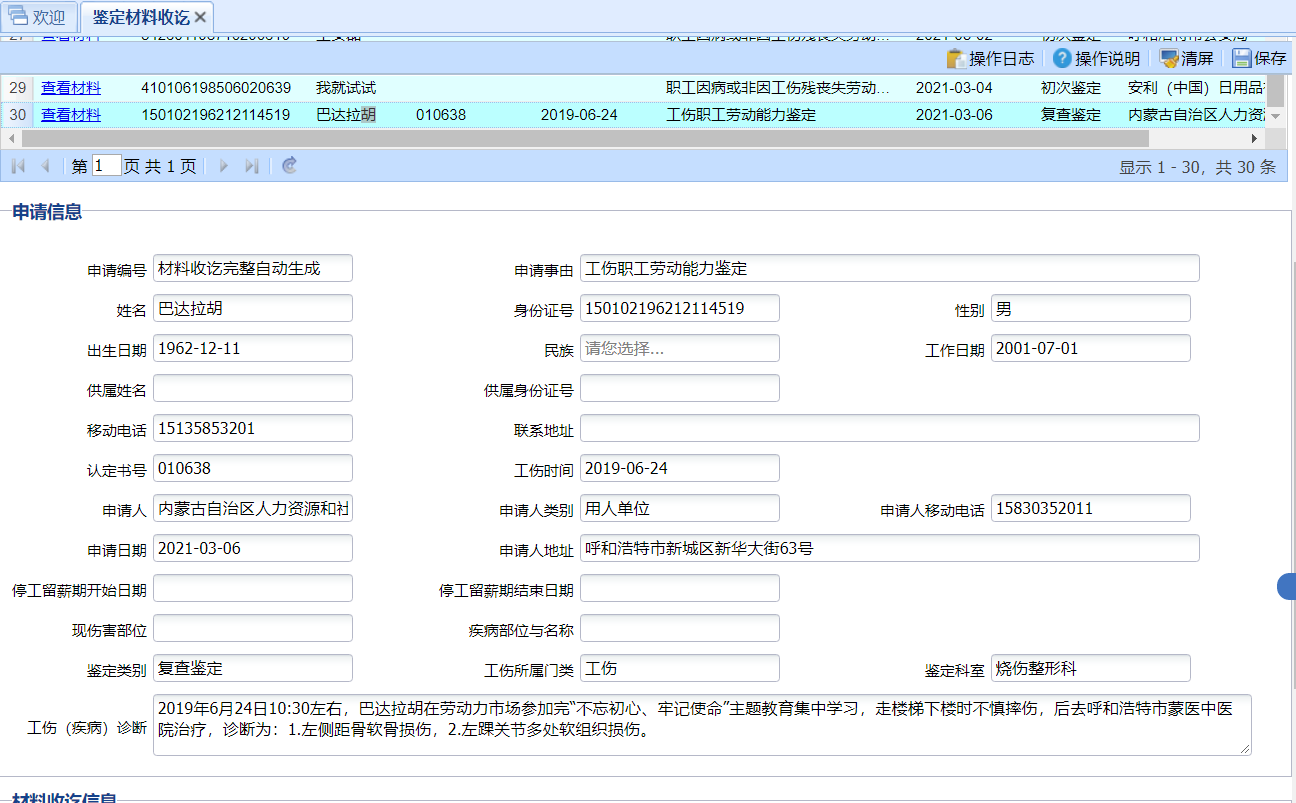 欢迎 鉴定材料收讫
操作日志 操作说明 清屏 保存
29 查看材料 410106198506020639 我就试试 职工因病或非因工伤残丧失劳动... 2021-03-04 初次鉴定 安利（中国）日用品
30 查看材料 150102196212114519 巴达拉胡 010638 2019-06-24 工伤职工劳动能力鉴定 2021-03-06 复查鉴定 内蒙古自治区人力资
第 1 页 共 1 页 显示 1 - 30，共 30 条
申请信息
申请编号 材料收讫完整自动生成 申请事由 工伤职工劳动能力鉴定
姓名 巴达拉胡 身份证号 150102196212114519 性别 男
出生日期 1962-12-11 民族 请您选择... 工作日期 2001-07-01
供属姓名 供属身份证号
移动电话 15135853201 联系地址
认定书号 010638 工伤时间 2019-06-24
申请人 内蒙古自治区人力资源和社 申请人类别 用人单位 申请人移动电话 15830352011
申请日期 2021-03-06 申请人地址 呼和浩特市新城区新华大街63号
停工留薪期开始日期 停工留薪期结束日期
现伤害部位 疾病部位与名称
鉴定类别 复查鉴定 工伤所属门类 工伤 鉴定科室 烧伤整形科
工伤（疾病）诊断 2019年6月24日10:30左右，巴达拉胡在劳动力市场参加完“不忘初心、牢记使命”主题教育集中学习，走楼梯下楼时不慎摔伤，后去呼和浩特市蒙医中医
院治疗，诊断为：1.左侧距骨软骨损伤，2.左踝关节多处软组织损伤。
材料收讫信息